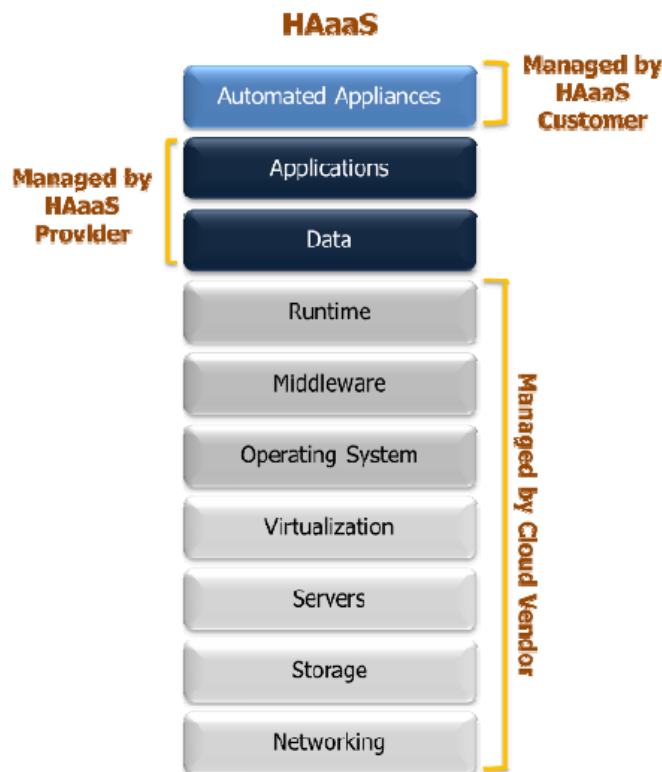 HAaaS
Automated Appliances
Managed by
HAaaS
Customer
Managed by
HAaaS
Provider
Applications
Data
Runtime
Middleware
Operating System
Virtualization
Servers
Storage
Networking
Managed by Cloud Vendor